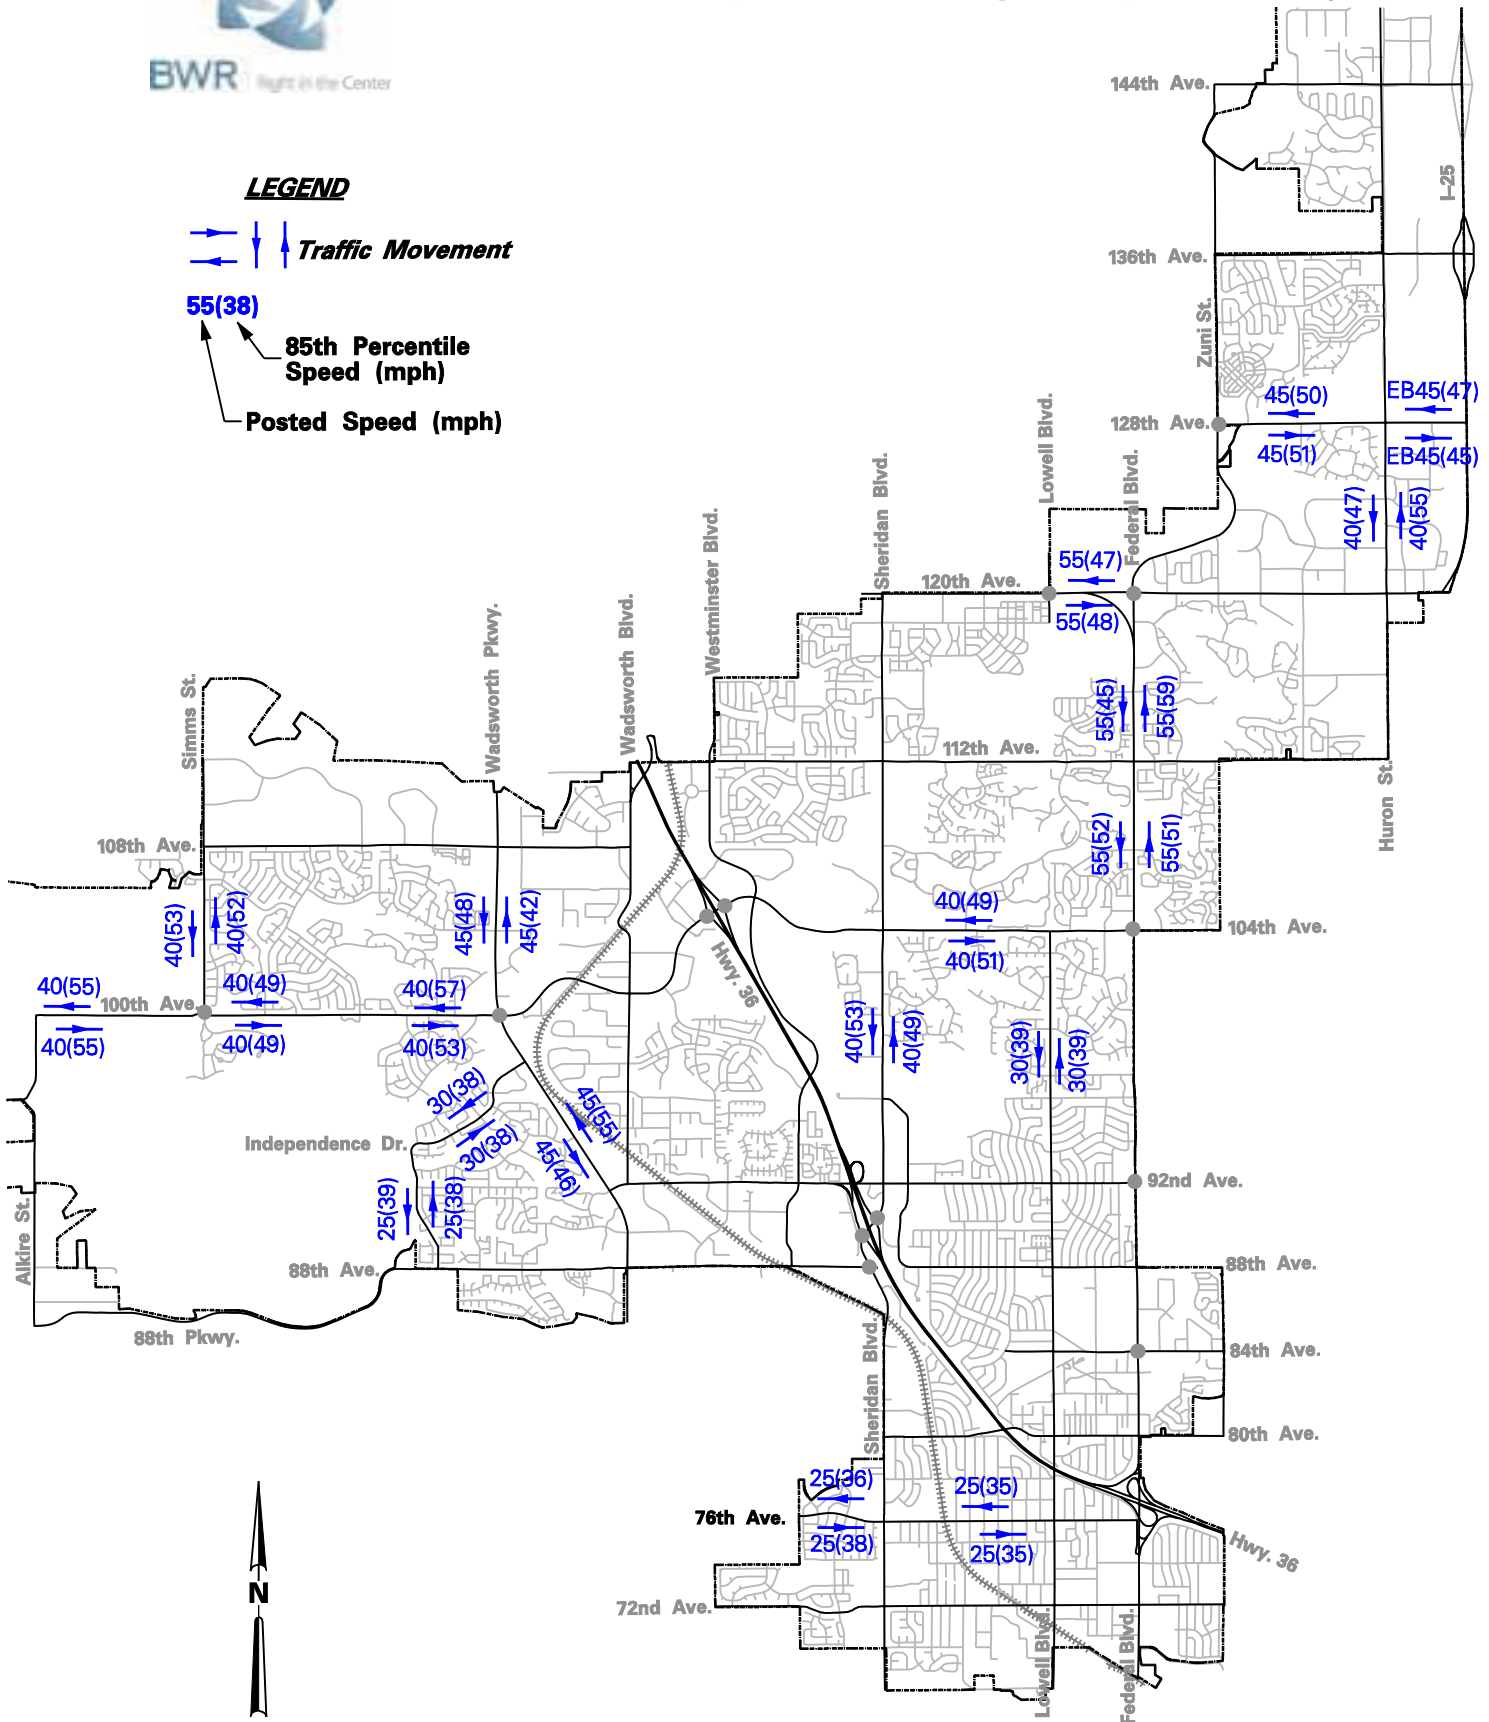 BWR Right in the Center
LEGEND
Traffic Movement
55(38)
85th Percentile
Speed (mph)
Posted Speed (mph)
144th Ave.
I-25
136th Ave.
Zuni St.
45(50)
EB45(47)
128th Ave.
45(51)
EB45(45)
Lowell Blvd.
Federal Blvd.
Sheridan Blvd.
40(47)
40(55)
Westminster Blvd.
55(47)
120th Ave.
55(48)
Wadsworth Pkwy.
Wadsworth Blvd.
Simms St.
55(45)
55(59)
112th Ave.
Huron St.
108th Ave.
55(52)
55(51)
40(53)
40(52)
45(48)
45(42)
40(49)
104th Ave.
40(51)
Hwy. 36
40(55)
40(49)
40(57)
100th Ave.
40(55)
40(49)
40(53)
40(53)
40(49)
30(39)
30(39)
30(38)
45(55)
Independence Dr.
30(38)
45(46)
25(39)
25(38)
92nd Ave.
Alkire St.
88th Ave.
88th Ave.
88th Pkwy.
Sheridan Blvd.
84th Ave.
80th Ave.
25(36)
25(35)
76th Ave.
25(38)
25(35)
Hwy. 36
N
72nd Ave.
Lowell Blvd.
Federal Blvd.